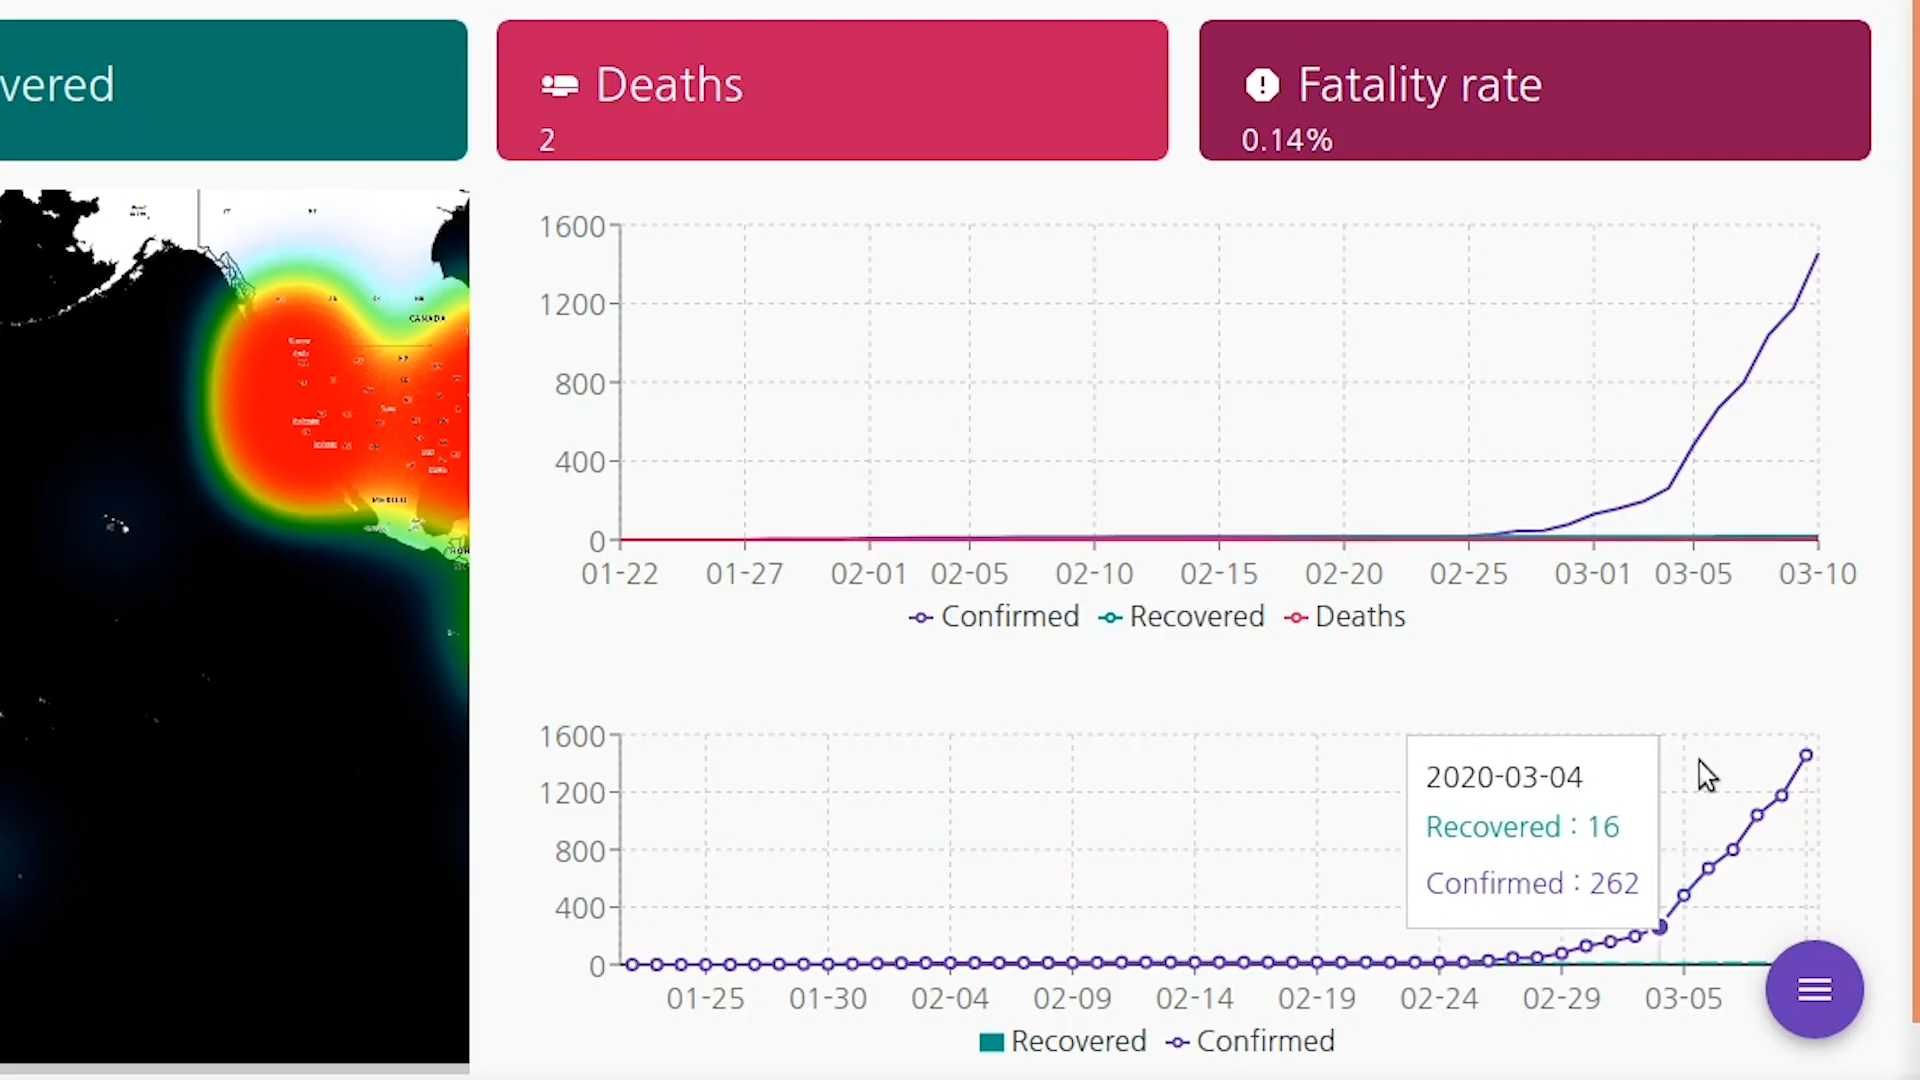 vered
Deaths
2
Fatality rate
0.14%
CANADA
1600
1200
800
400
0
01-22 01-27 02-01 02-05 02-10 02-15 02-20 02-25 03-01 03-05 03-10
Confirmed Recovered Deaths
1600
1200
800
400
0
2020-03-04
Recovered : 16
Confirmed : 262
01-25 01-30 02-04 02-09 02-14 02-19 02-24 02-29 03-05
Recovered Confirmed